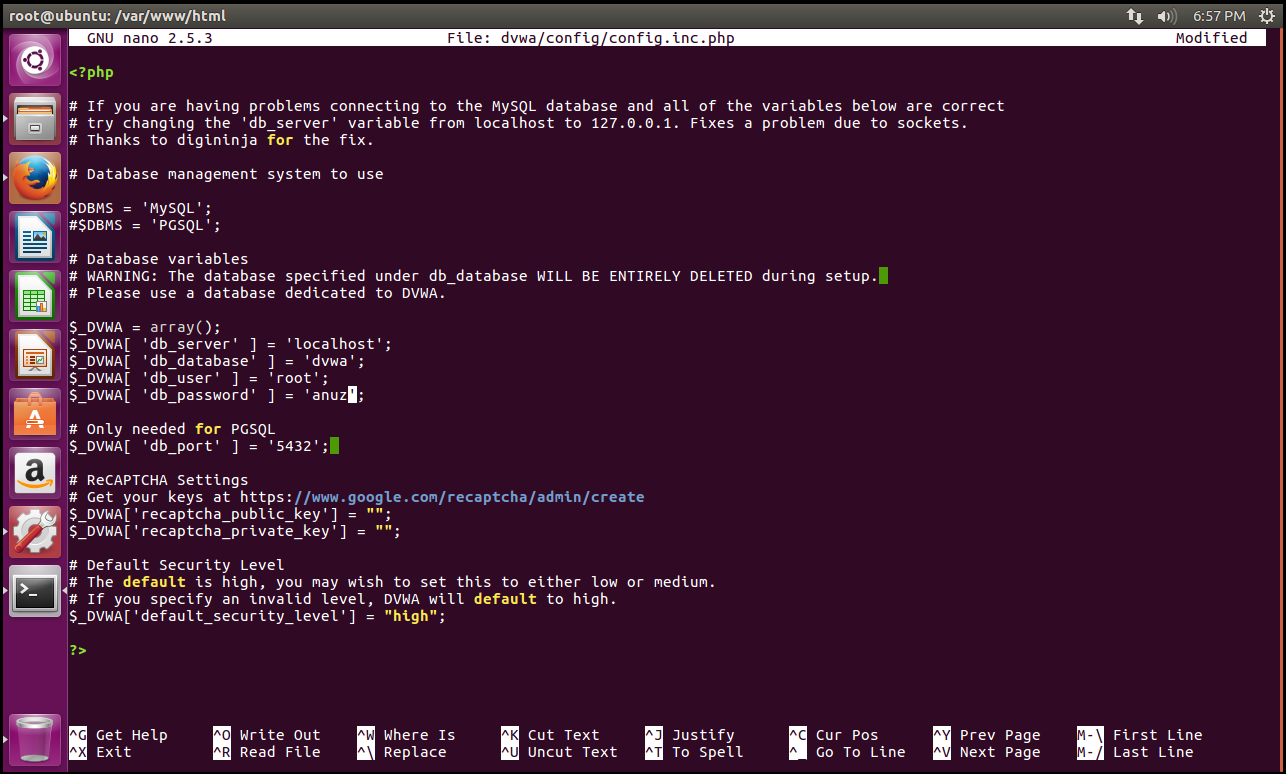 root@ubuntu: /var/www/html
6:57 PM
GNU nano 2.5.3 File: dvwa/config/config.inc.php Modified
<?php
# If you are having problems connecting to the MySQL database and all of the variables below are correct
# try changing the 'db_server' variable from localhost to 127.0.0.1. Fixes a problem due to sockets.
# Thanks to digininja for the fix.
# Database management system to use
$DBMS = 'MySQL';
#$DBMS = 'PGSQL';
# Database variables
# WARNING: The database specified under db_database WILL BE ENTIRELY DELETED during setup.
# Please use a database dedicated to DVWA.
$_DVWA = array();
$_DVWA[ 'db_server' ] = 'localhost';
$_DVWA[ 'db_database' ] = 'dvwa';
$_DVWA[ 'db_user' ] = 'root';
$_DVWA[ 'db_password' ] = 'anuz';
# Only needed for PGSQL
$_DVWA[ 'db_port' ] = '5432';
# ReCAPTCHA Settings
# Get your keys at https://www.google.com/recaptcha/admin/create
$_DVWA['recaptcha_public_key'] = "";
$_DVWA['recaptcha_private_key'] = "";
# Default Security Level
# The default is high, you may wish to set this to either low or medium.
# If you specify an invalid level, DVWA will default to high.
$_DVWA['default_security_level'] = "high";
?>
^G Get Help ^O Write Out ^W Where Is ^K Cut Text ^J Justify ^C Cur Pos ^Y Prev Page M-\ First Line
^X Exit ^R Read File ^\ Replace ^U Uncut Text ^T To Spell ^_ Go To Line ^V Next Page M-/ Last Line